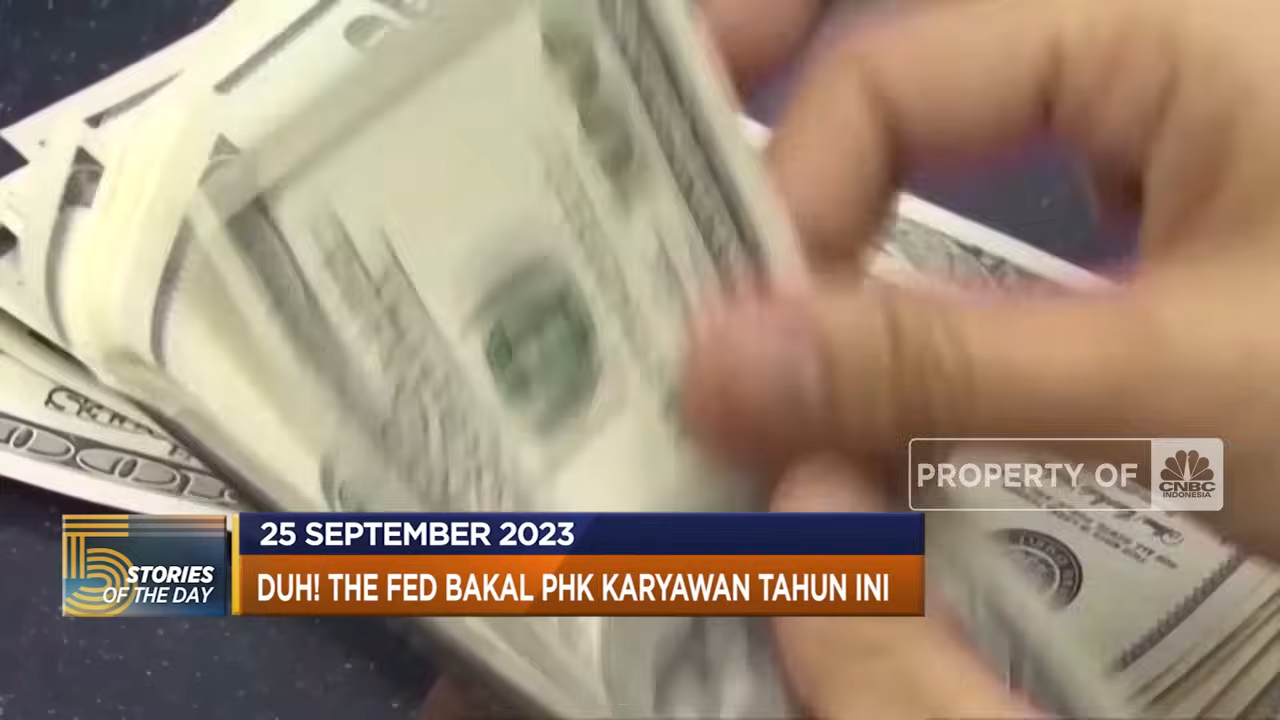 PROPERTY OF
CNBC
INDONESIA
25 SEPTEMBER 2023
5 STORIES
OF THE DAY
DUH! THE FED BAKAL PHK KARYAWAN TAHUN INI